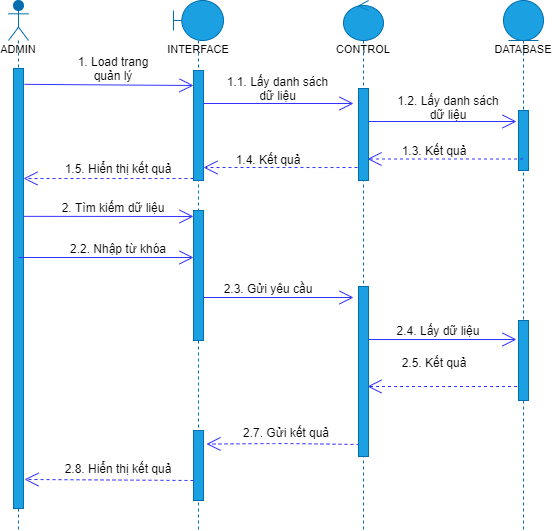 ADMIN
INTERFACE
CONTROL
DATABASE
1. Load trang
quản lý
1.1. Lấy danh sách
dữ liệu
1.2. Lấy danh sách
dữ liệu
1.3. Kết quả
1.4. Kết quả
1.5. Hiển thị kết quả
2. Tìm kiếm dữ liệu
2.2. Nhập từ khóa
2.3. Gửi yêu cầu
2.4. Lấy dữ liệu
2.5. Kết quả
2.7. Gửi kết quả
2.8. Hiển thị kết quả